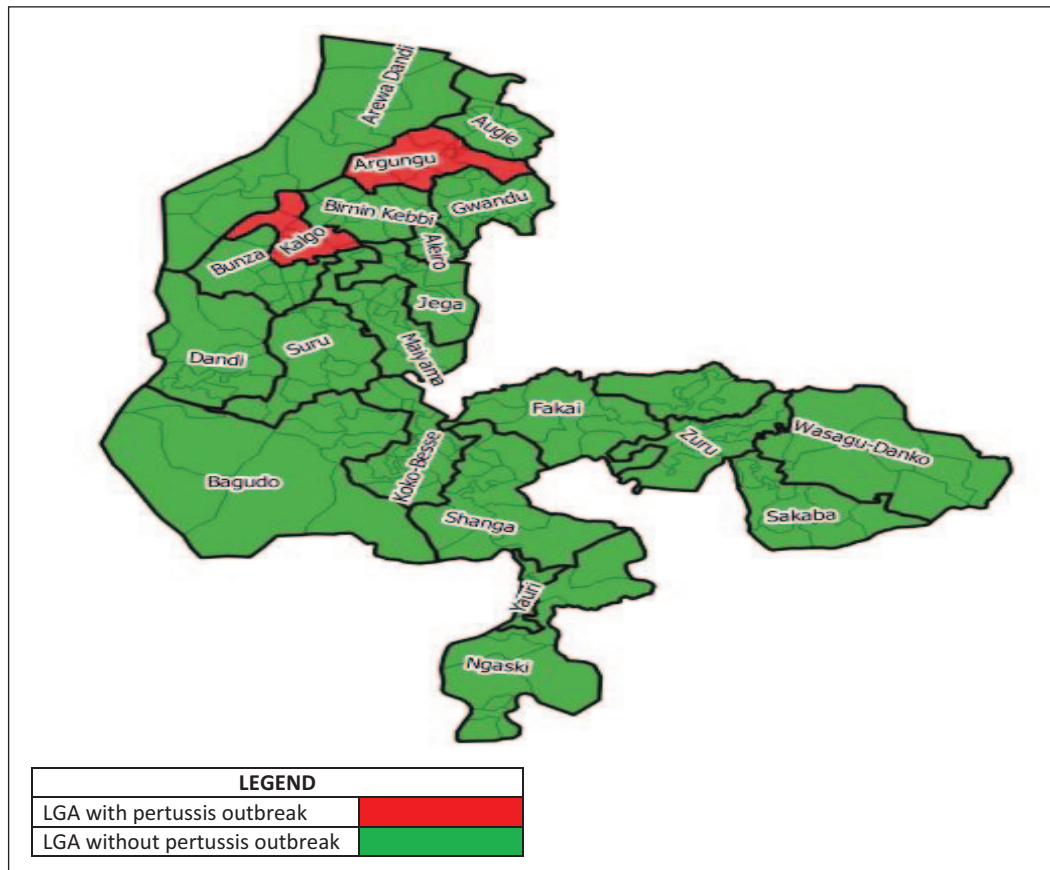 Arewa Dandi
Augie
Argungu
Gwandu
Birnin Kebbi
Kalgo
Aleiro
Bunza
Jega
Suru
Maiyama
Dandi
Fakai
Zuru
Wasagu-Danko
Koko-Besse
Bagudo
Sakaba
Shanga
Yauri
Ngaski
LEGEND
LGA with pertussis outbreak
LGA without pertussis outbreak